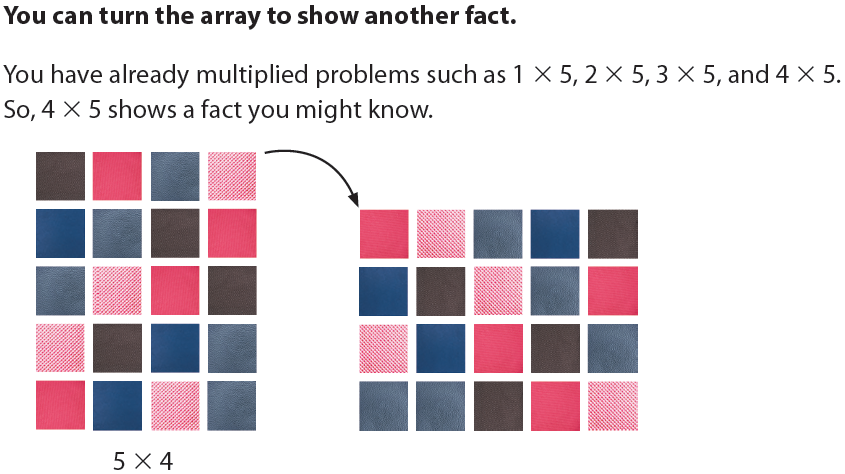 You can turn the array to show another fact.
You have already multiplied problems such as 1 × 5, 2 × 5, 3 × 5, and 4 × 5.
So, 4 × 5 shows a fact you might know.
5 × 4